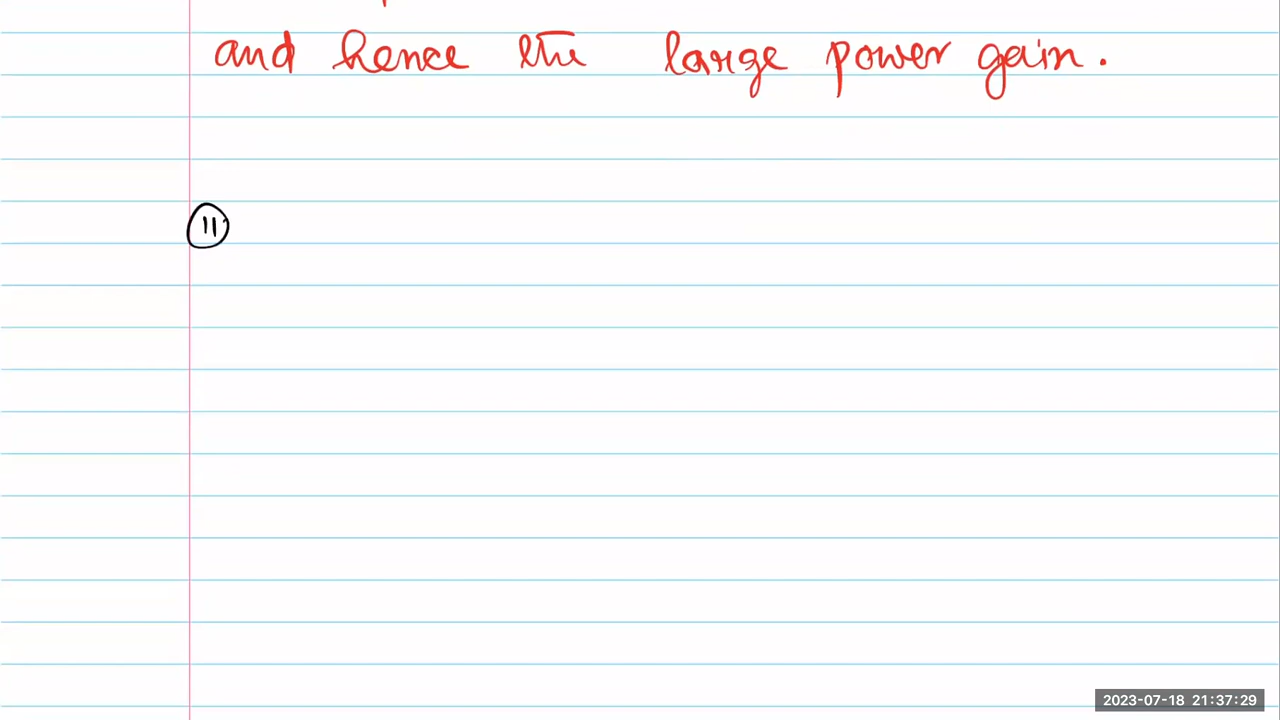 and hence the large power gain.
11
2023-07-18 21:37:29